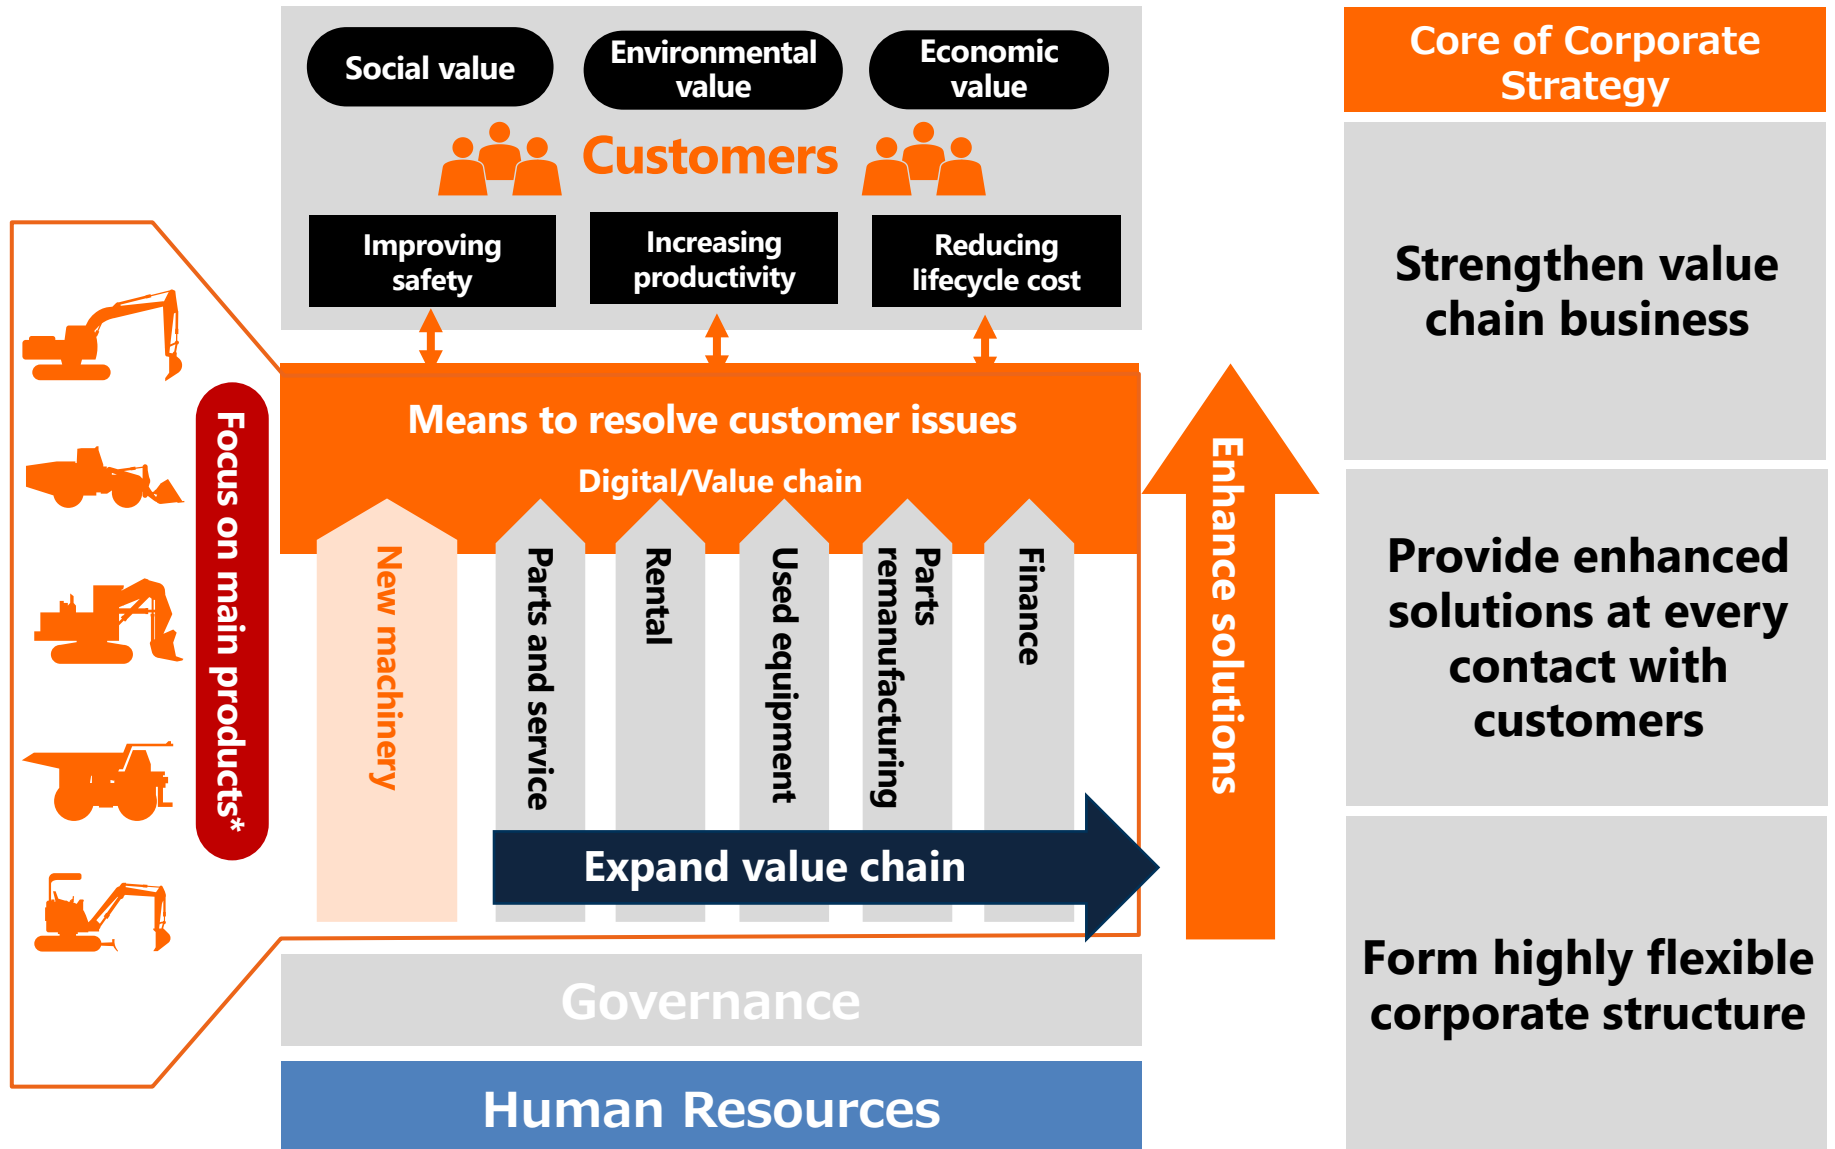 Social value
Environmental
value
Economic
value
Customers
Improving
safety
Increasing
productivity
Reducing
lifecycle cost
Means to resolve customer issues
Digital/Value chain
Focus on main products*
New machinery
Parts and service
Rental
Used equipment
Parts
remanufacturing
Finance
Expand value chain
Enhance solutions
Governance
Human Resources
Core of Corporate
Strategy
Strengthen value
chain business
Provide enhanced
solutions at every
contact with
customers
Form highly flexible
corporate structure